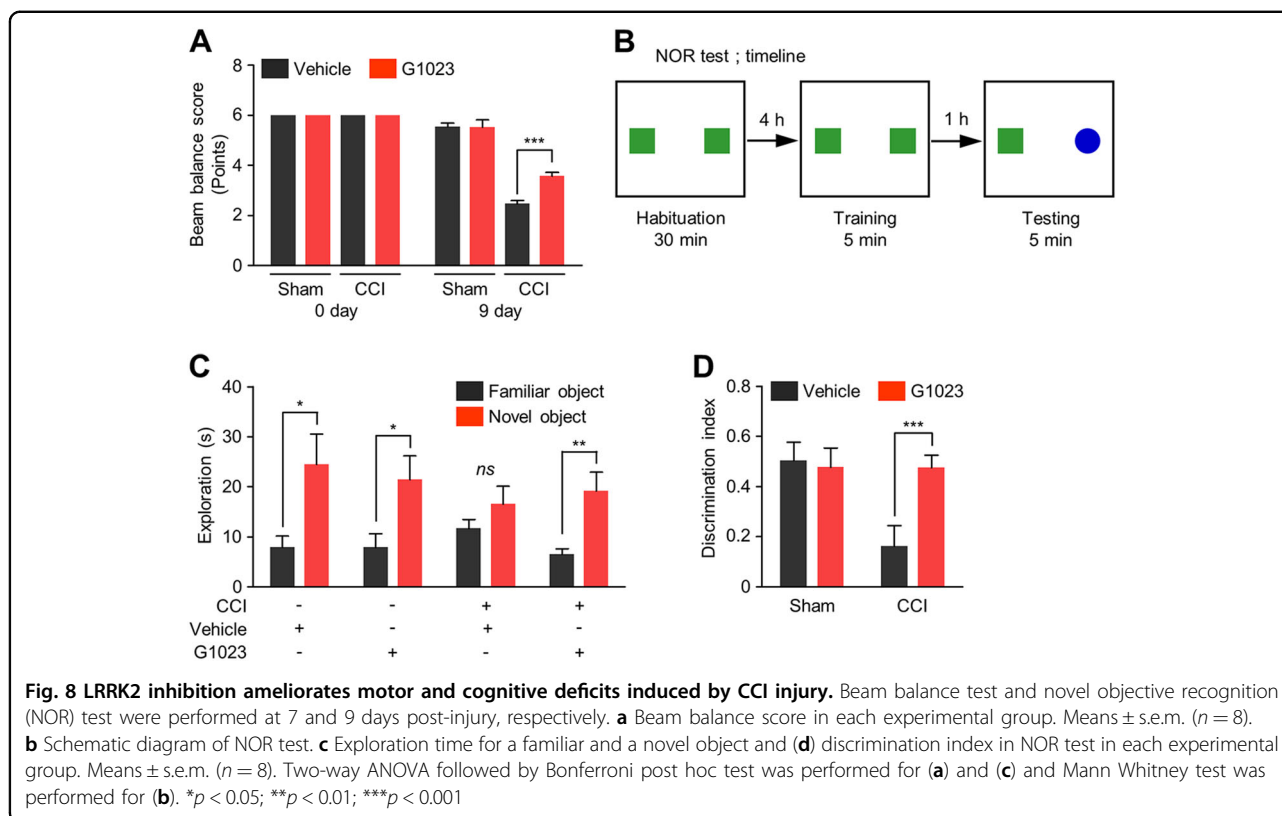 A
Vehicle
G1023
8
6
4
2
0
Beam balance score
(Points)
***
Sham
CCI
Sham
CCI
0 day
9 day
B
NOR test ; timeline
4 h
1 h
Habituation
30 min
Training
5 min
Testing
5 min
C
Familiar object
Novel object
40
30
20
10
0
Exploration (s)
*
*
ns
**
CCI - - + +
Vehicle + - + -
G1023 - + - +
D
Vehicle
G1023
0.8
0.6
0.4
0.2
0
Discrimination index
***
Sham
CCI
Fig. 8 LRRK2 inhibition ameliorates motor and cognitive deficits induced by CCI injury. Beam balance test and novel objective recognition
(NOR) test were performed at 7 and 9 days post-injury, respectively. a Beam balance score in each experimental group. Means ± s.e.m. (n = 8).
b Schematic diagram of NOR test. c Exploration time for a familiar and a novel object and (d) discrimination index in NOR test in each experimental
group. Means ± s.e.m. (n = 8). Two-way ANOVA followed by Bonferroni post hoc test was performed for (a) and (c) and Mann Whitney test was
performed for (b). *p < 0.05; **p < 0.01; ***p < 0.001